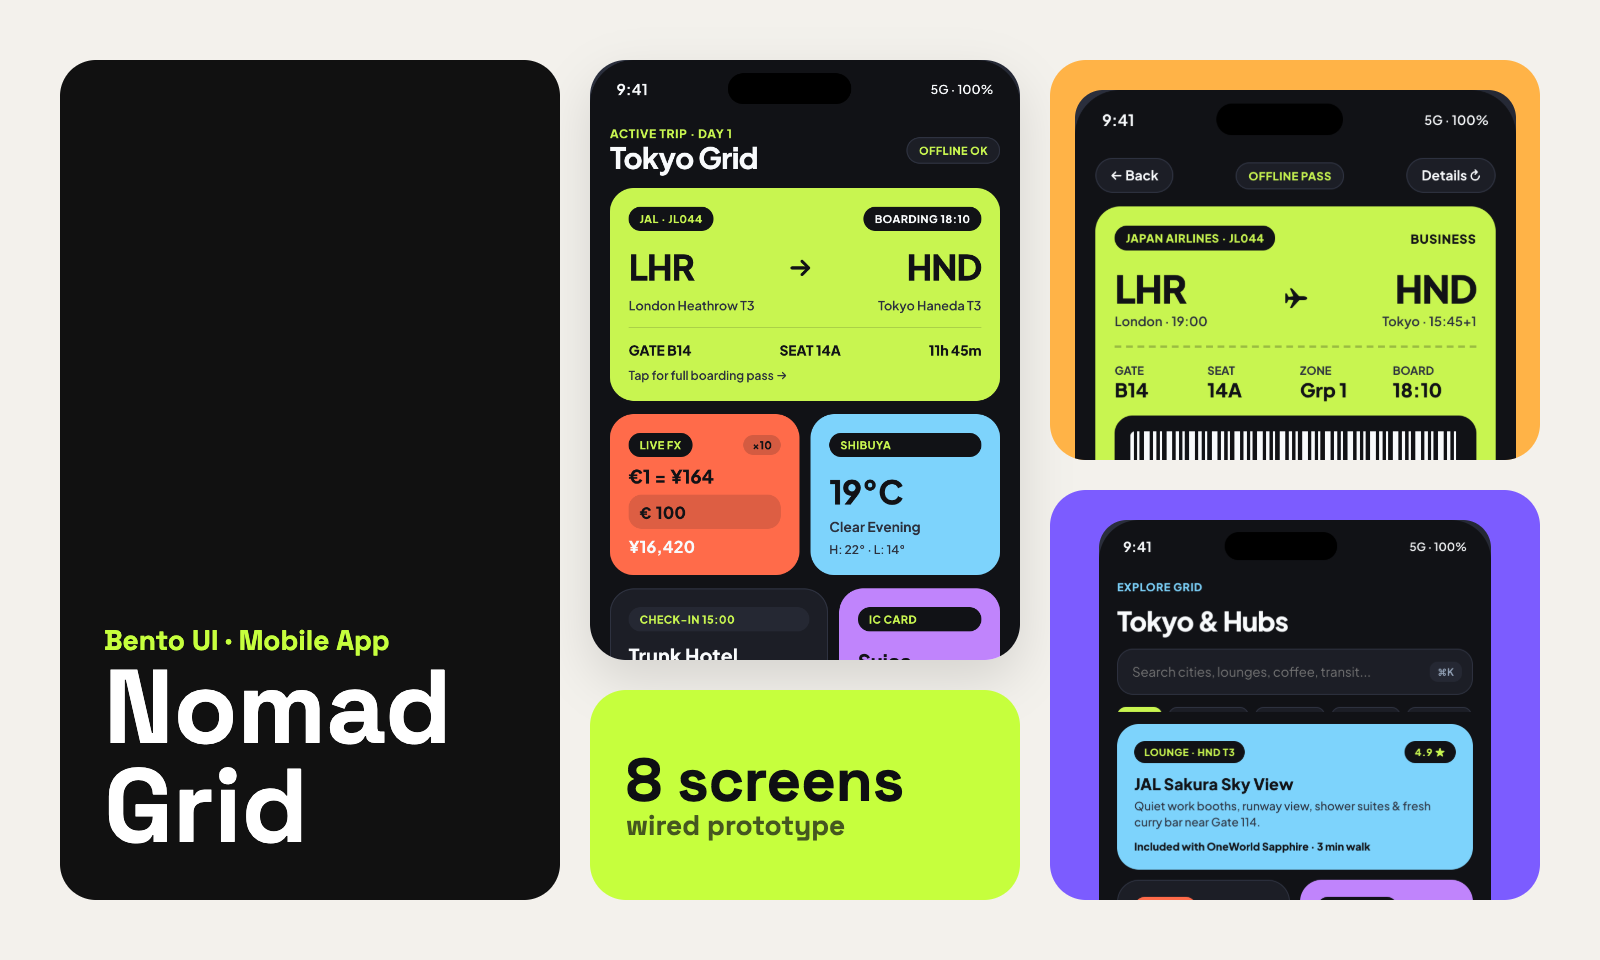 Bento UI · Mobile App
Nomad
Grid
9:41
5G · 100%
ACTIVE TRIP · DAY 1
Tokyo Grid
OFFLINE OK
JAL · JL044
BOARDING 18:10
LHR → HND
London Heathrow T3
Tokyo Haneda T3
GATE B14
SEAT 14A
11h 45m
Tap for full boarding pass →
LIVE FX
×10
€1 = ¥164
€ 100
¥16,420
SHIBUYA
19°C
Clear Evening
H: 22° · L: 14°
CHECK-IN 15:00
Trunk Hotel
IC CARD
Suica
8 screens
wired prototype
9:41
5G · 100%
← Back
OFFLINE PASS
Details ↻
JAPAN AIRLINES · JL044
BUSINESS
LHR ✈ HND
London · 19:00
Tokyo · 15:45+1
GATE
SEAT
ZONE
BOARD
B14
14A
Grp 1
18:10
9:41
5G · 100%
EXPLORE GRID
Tokyo & Hubs
Search cities, lounges, coffee, transit...
⌘K
LOUNGE · HND T3
4.9 ★
JAL Sakura Sky View
Quiet work booths, runway view, shower suites & fresh
curry bar near Gate 114.
Included with OneWorld Sapphire · 3 min walk